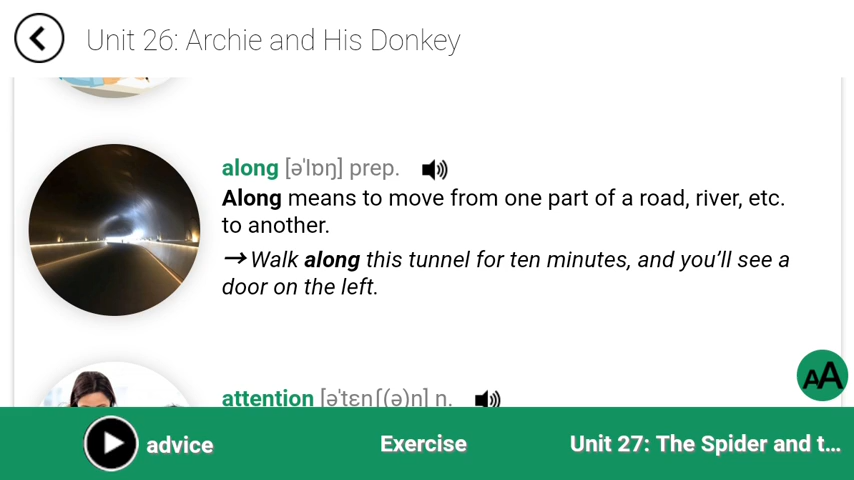 Unit 26: Archie and His Donkey
along [əˈlɒŋ] prep.
Along means to move from one part of a road, river, etc.
to another.
→ Walk along this tunnel for ten minutes, and you’ll see a
door on the left.
attention [əˈtɛnʃ(ə)n] n.
AA
advice
Exercise
Unit 27: The Spider and t...